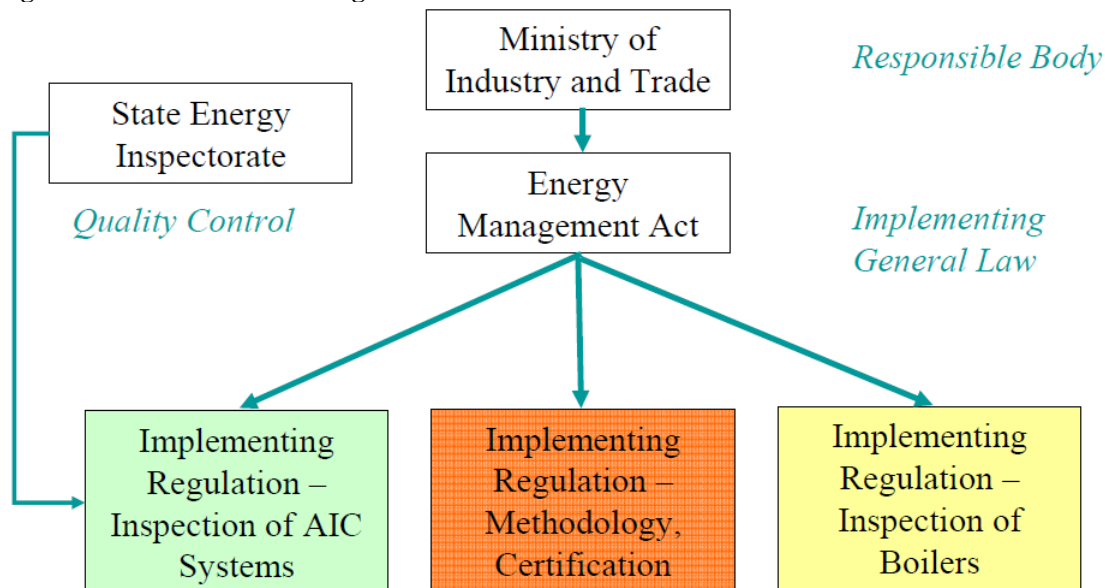 Ministry of
Industry and Trade
Responsible Body
State Energy
Inspectorate
Quality Control
Energy
Management Act
Implementing
General Law
Implementing
Regulation –
Inspection of AIC
Systems
Implementing
Regulation –
Methodology,
Certification
Implementing
Regulation –
Inspection of
Boilers